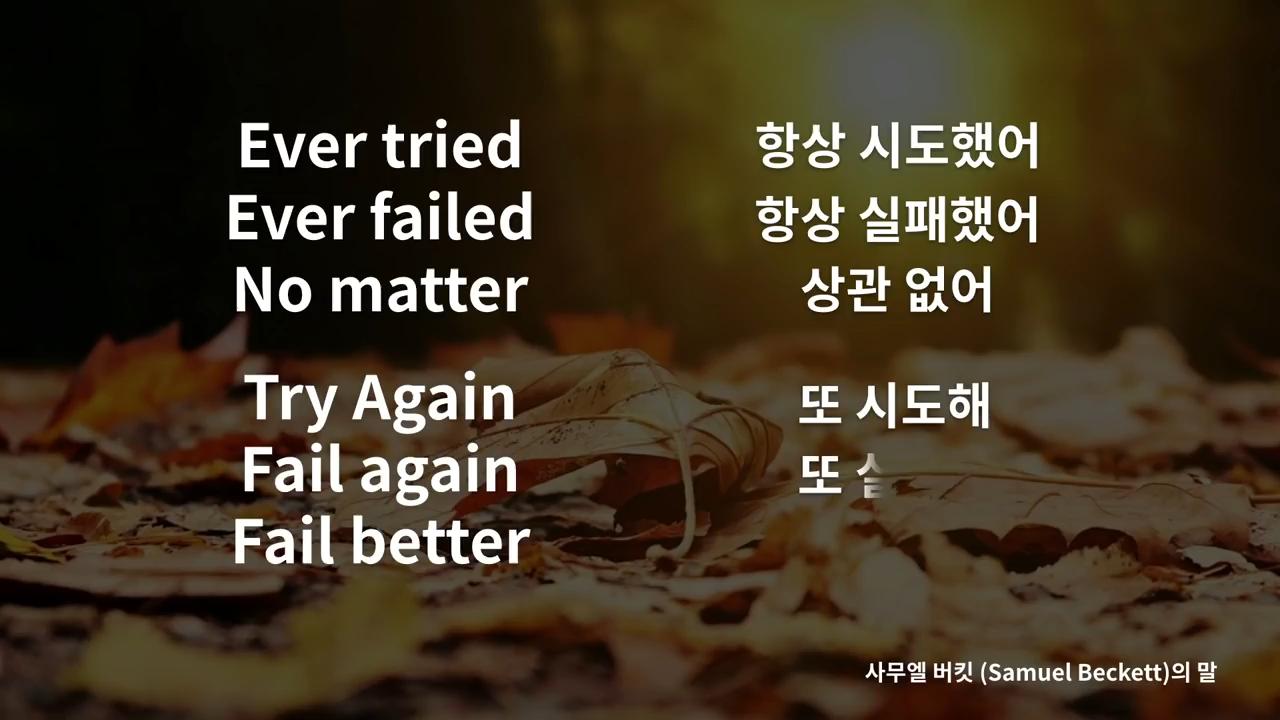 Ever tried
Ever failed
No matter
Try Again
Fail again
Fail better
항상 시도했어
항상 실패했어
상관 없어
또 시도해
또
사무엘 버킷 (Samuel Beckett)의 말